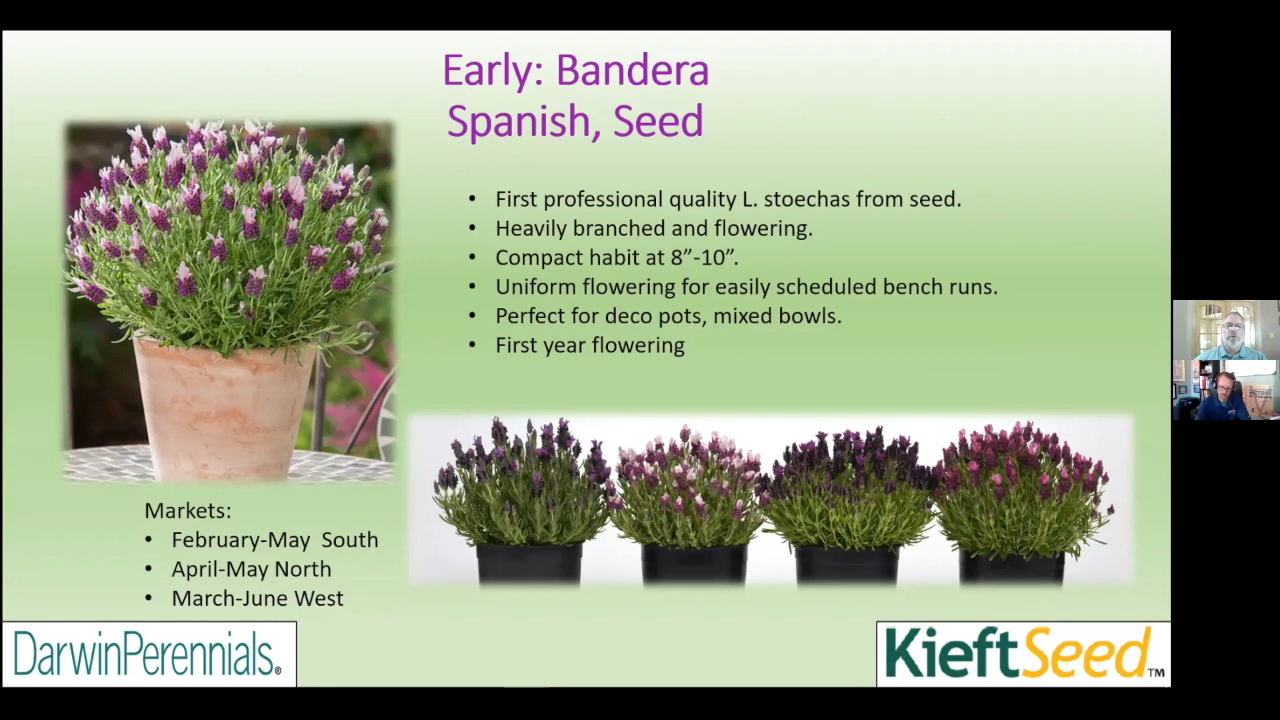 Early: Bandera
Spanish, Seed
• First professional quality L. stoechas from seed.
• Heavily branched and flowering.
• Compact habit at 8”-10”.
• Uniform flowering for easily scheduled bench runs.
• Perfect for deco pots, mixed bowls.
• First year flowering
Markets:
• February-May  South
• April-May North
• March-June West
DarwinPerennials®
KieftSeed™